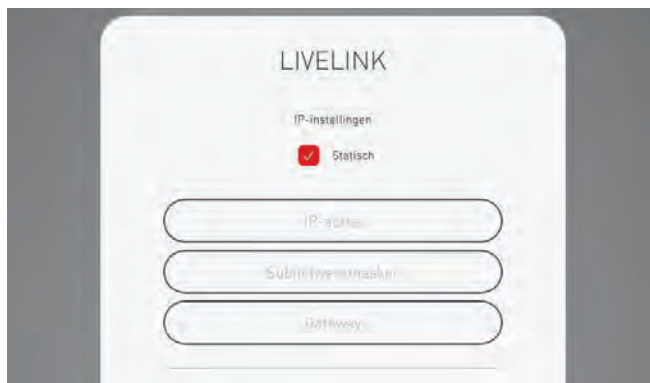 LIVELINK
IP-instellingen
Statisch
IP-adres
Subnetwerkmasker
Gateway